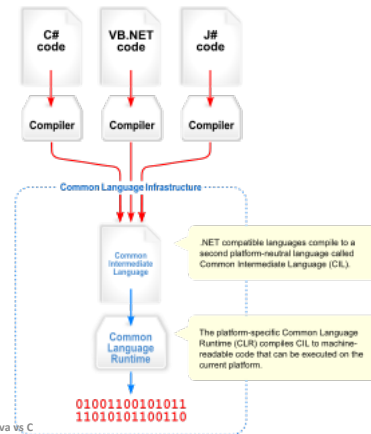 C#
code
VB.NET
code
J#
code
Compiler
Compiler
Compiler
Common Language Infrastructure
Common
Intermediate
Language
.NET compatible languages compile to a
second platform-neutral language called
Common Intermediate Language (CIL).
Common
Language
Runtime
The platform-specific Common Language
Runtime (CLR) compiles CIL to machine-
readable code that can be executed on the
current platform.
01001100101011
11010101100110
va vs C